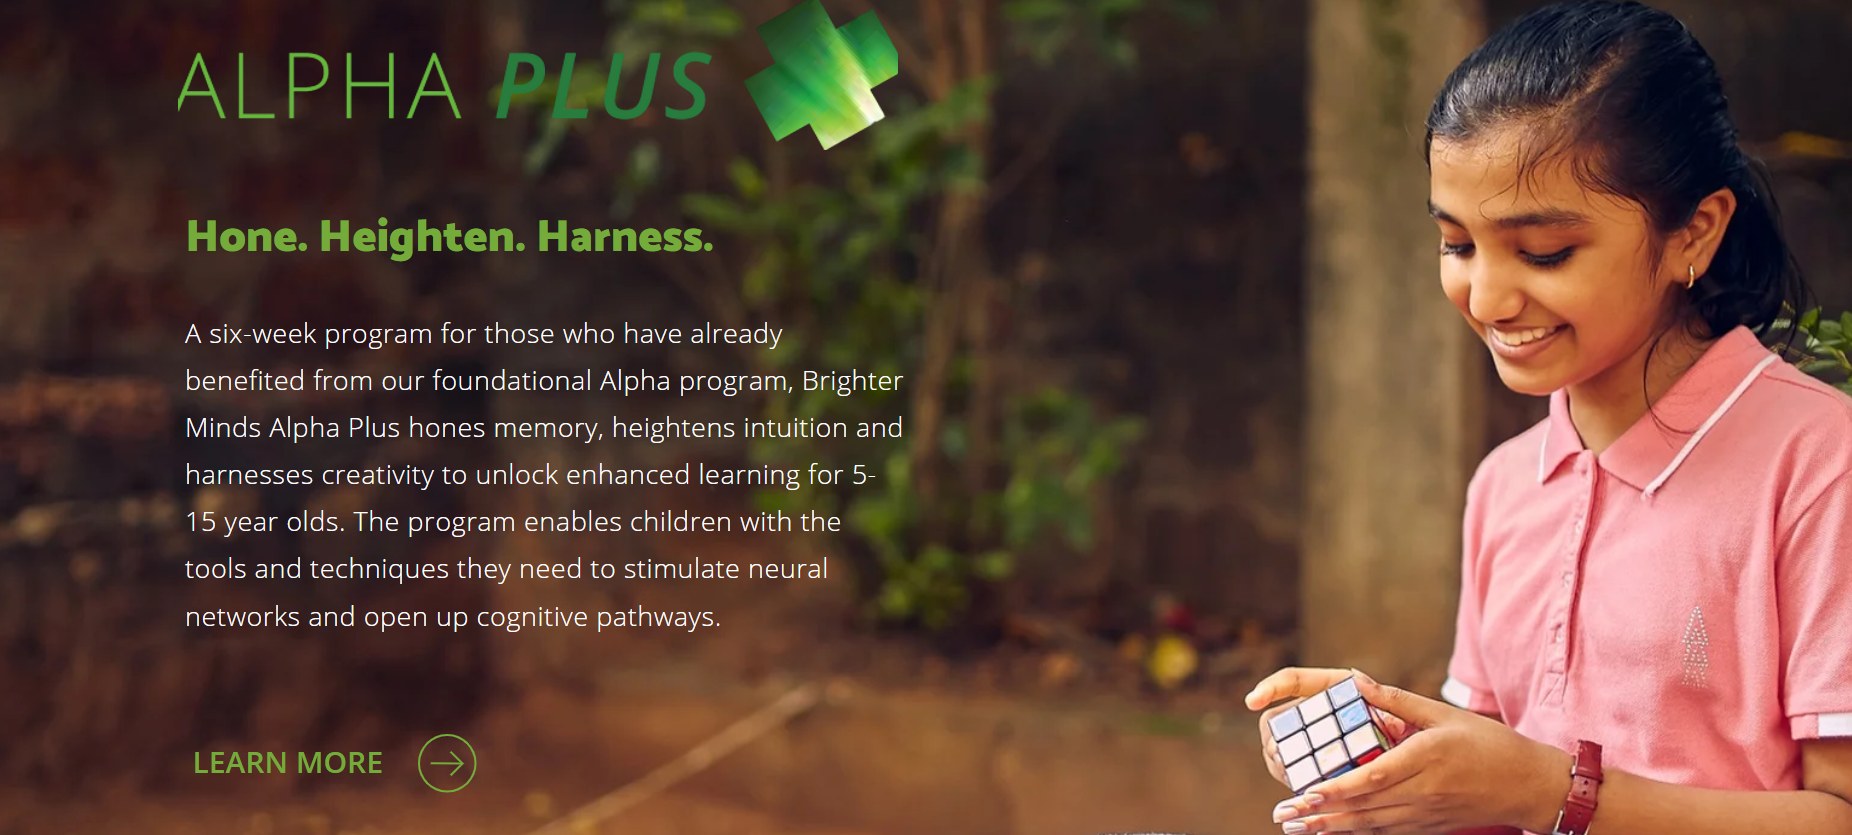 ALPHA PLUS
Hone. Heighten. Harness.
A six-week program for those who have already
benefited from our foundational Alpha program, Brighter
Minds Alpha Plus hones memory, heightens intuition and
harnesses creativity to unlock enhanced learning for 5-
15 year olds. The program enables children with the
tools and techniques they need to stimulate neural
networks and open up cognitive pathways.
LEARN MORE